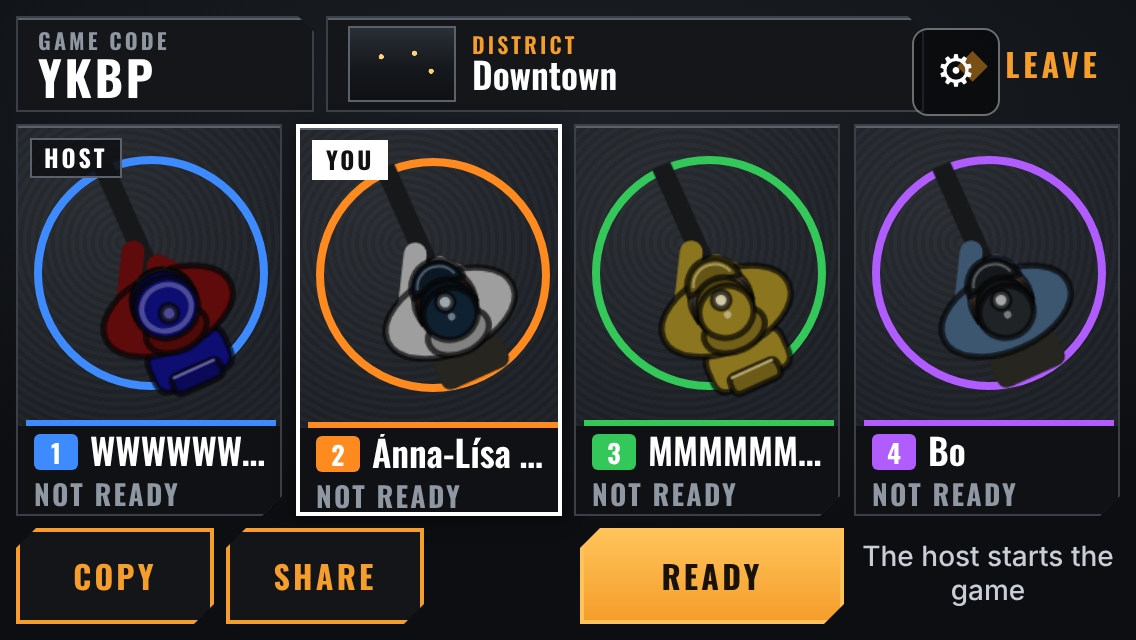 GAME CODE
YKBP
DISTRICT
Downtown
LEAVE
HOST
YOU
1 WWWWWW...
NOT READY
2 Ánna-Lísa ...
NOT READY
3 MMMMMM...
NOT READY
4 Bo
NOT READY
COPY
SHARE
READY
The host starts the
game